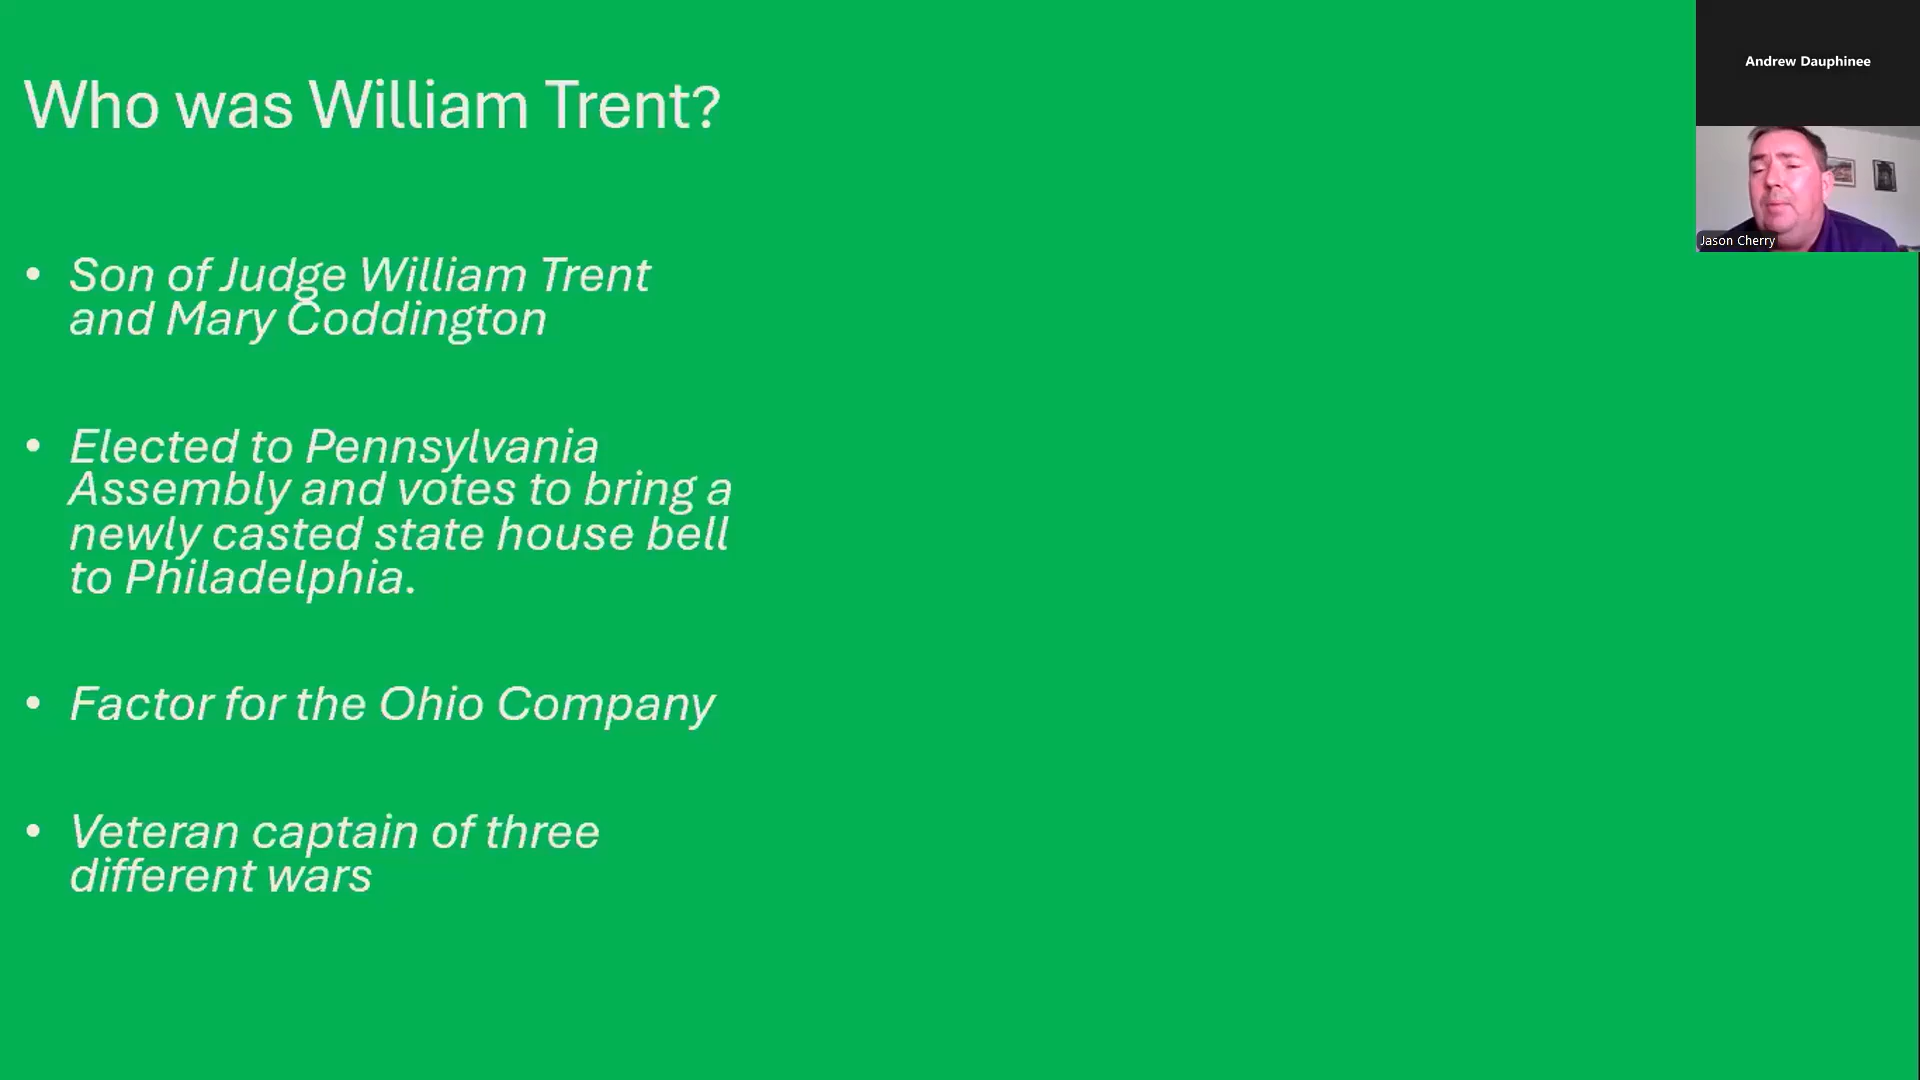 Who was William Trent?
• Son of Judge William Trent
and Mary Coddington
• Elected to Pennsylvania
Assembly and votes to bring a
newly casted state house bell
to Philadelphia.
• Factor for the Ohio Company
• Veteran captain of three
different wars
Andrew Dauphinee
Jason Cherry